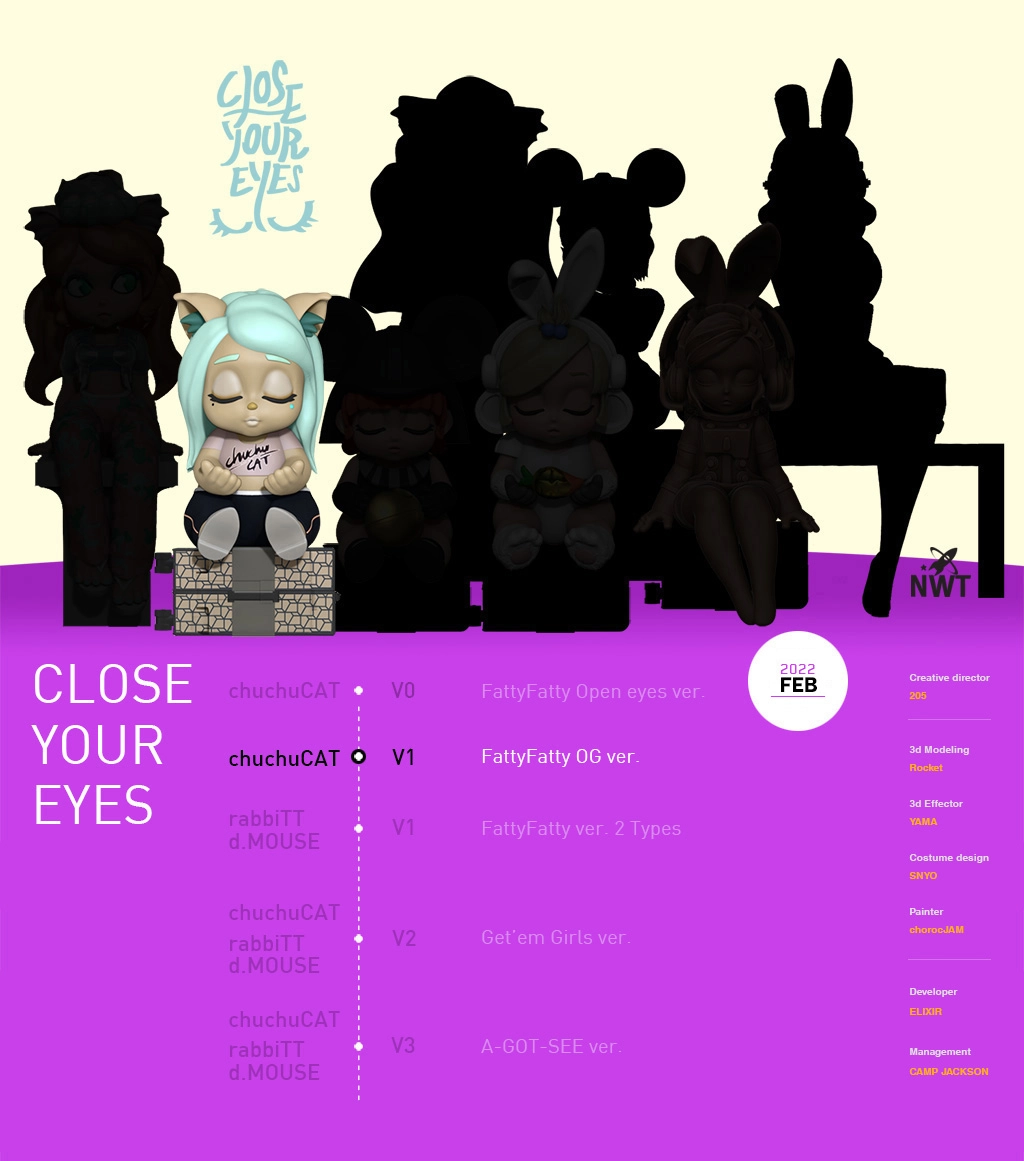 CLOSE
YOUR
EYES
chuchu
CAT
NWT
CLOSE
YOUR
EYES
chuchuCAT V0 FattyFatty Open eyes ver.
chuchuCAT V1 FattyFatty OG ver.
rabbiTT
d.MOUSE
V1 FattyFatty ver. 2 Types
chuchuCAT
rabbiTT
d.MOUSE
V2 Get'em Girls ver.
chuchuCAT
rabbiTT
d.MOUSE
V3 A-GOT-SEE ver.
2022
FEB
Creative director
205
3d Modeling
Rocket
3d Effector
YAMA
Costume design
SNYO
Painter
chorocJAM
Developer
ELIXIR
Management
CAMP JACKSON